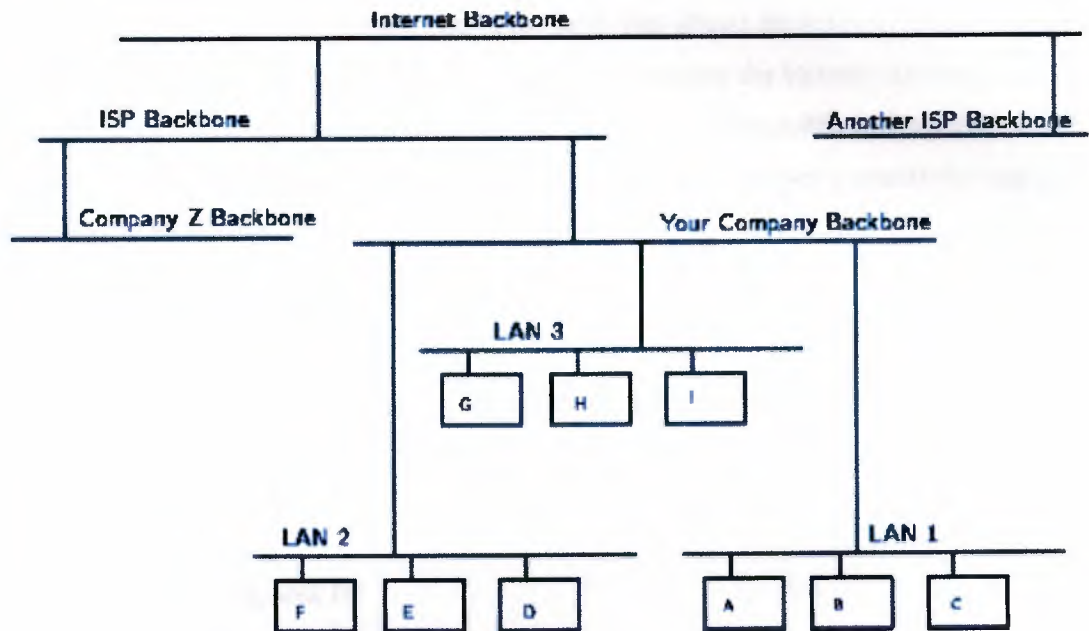 Internet Backbone
ISP Backbone
Another ISP Backbone
Company Z Backbone
Your Company Backbone
LAN 3
G H I
LAN 2
LAN 1
F E D
A B C